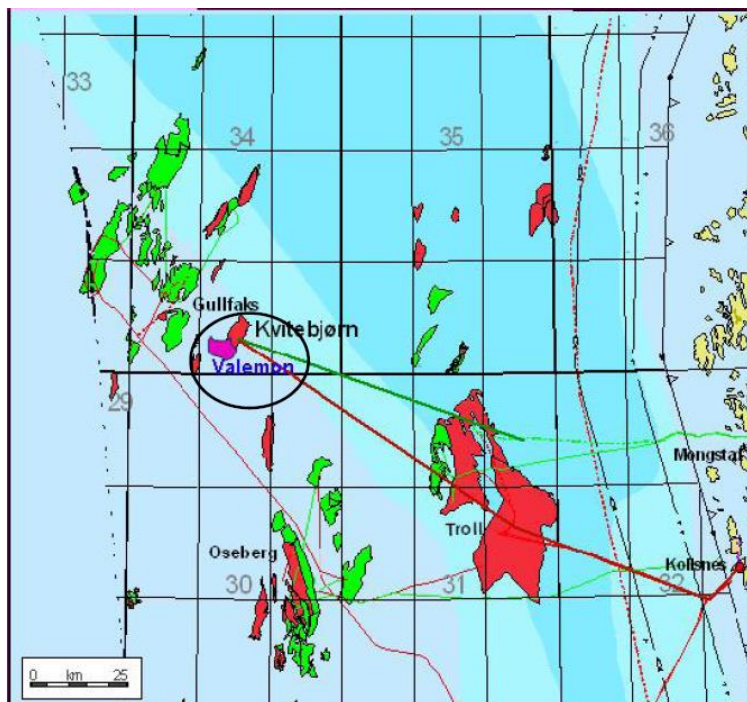 33
34
35
36
Gullfaks
Kvitebjørn
Valemon
29
Mongstad
Troll
Oseberg
Kollsnes
30
31
32
0 km 25